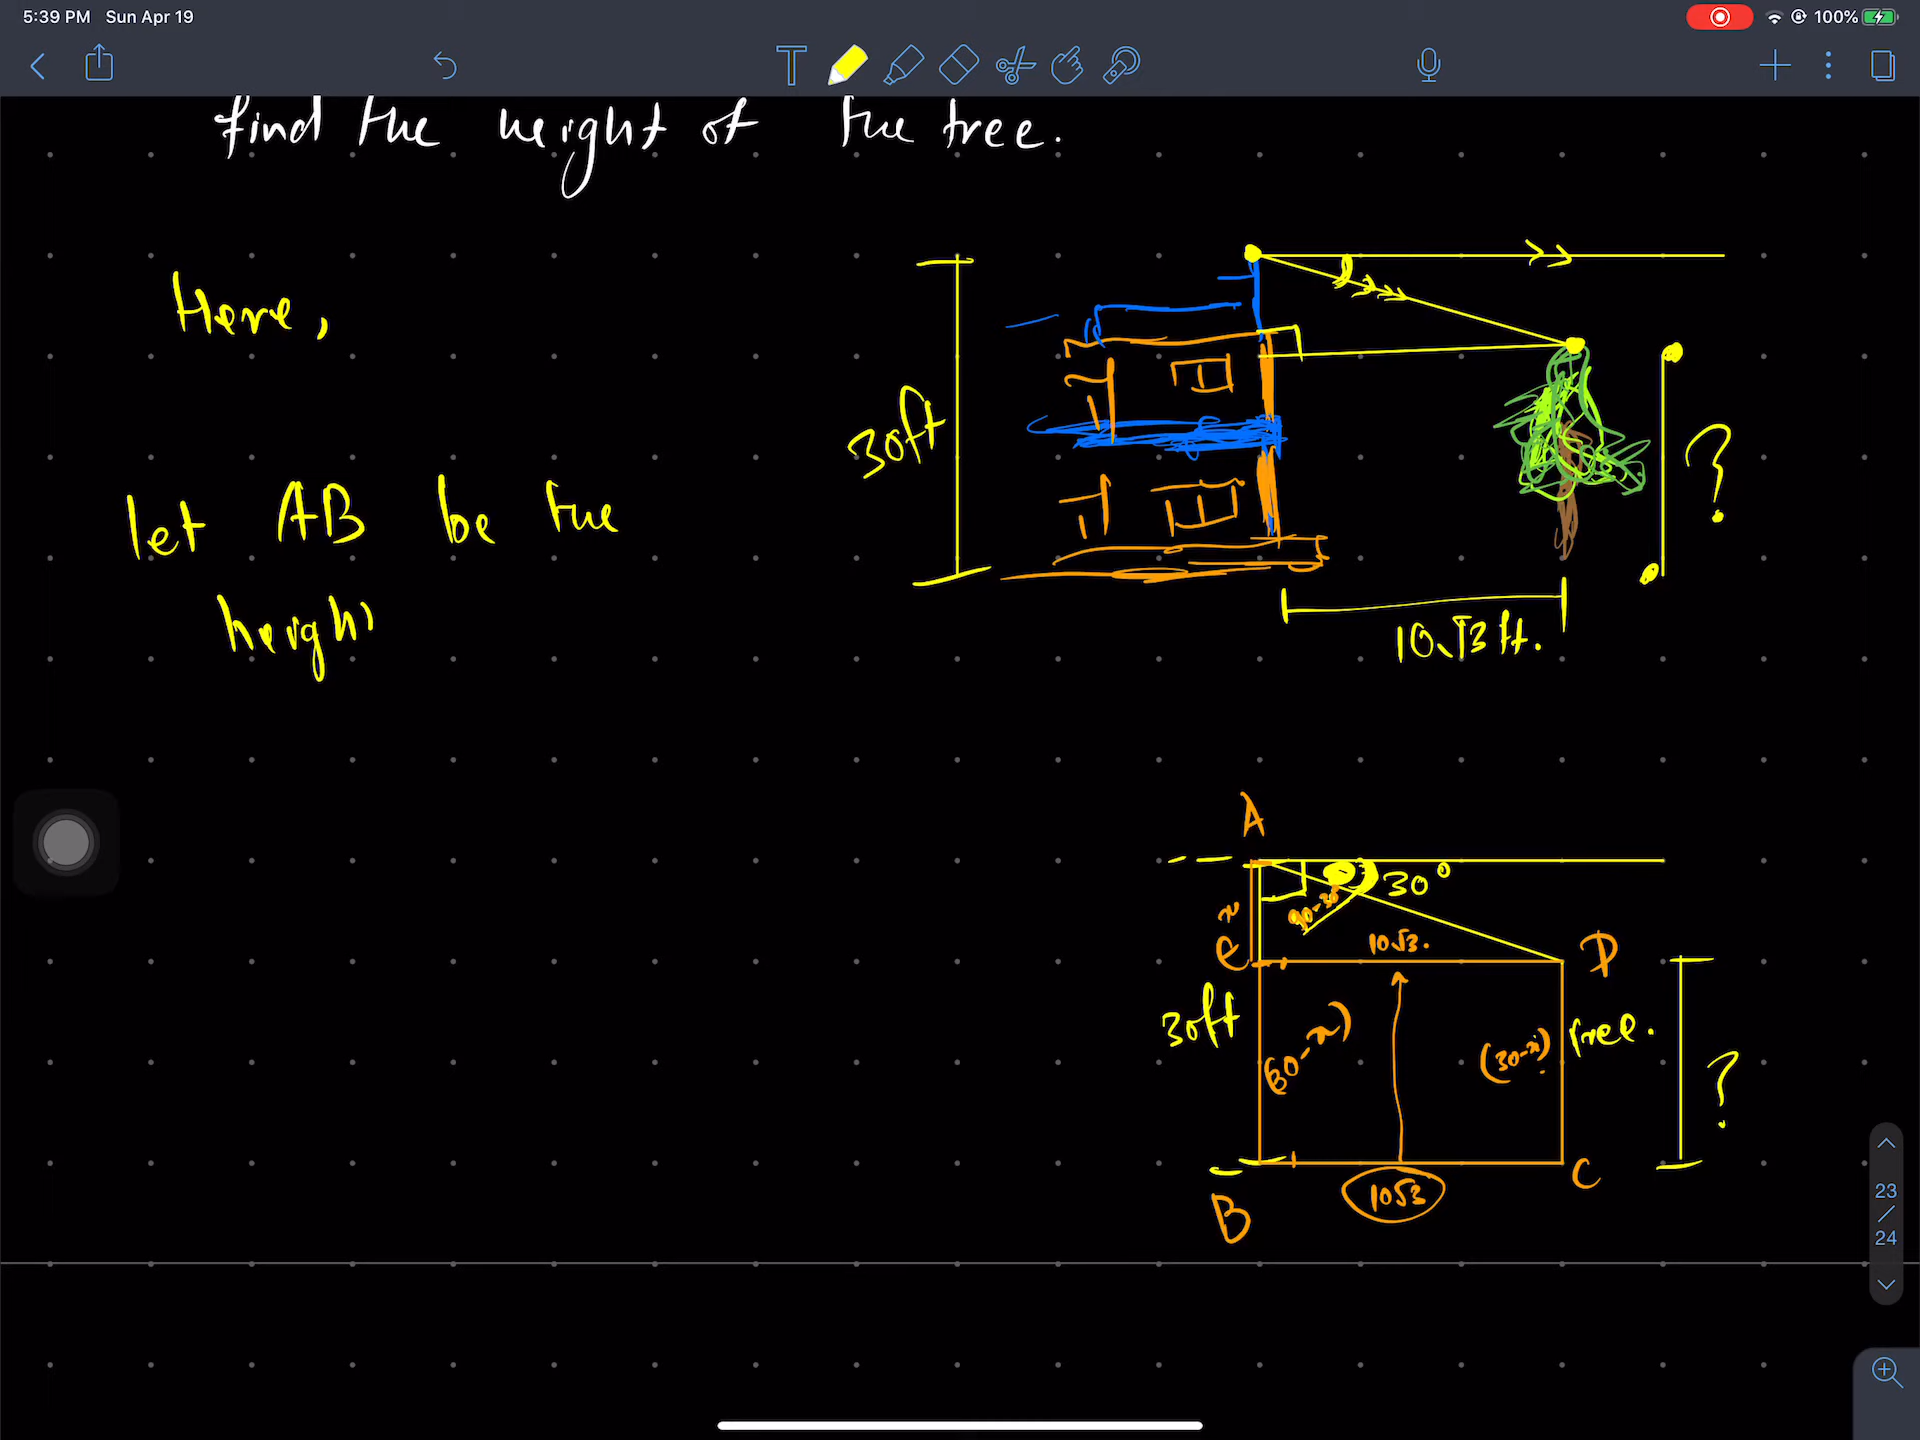 5:39 PM Sun Apr 19
100%
find the height of the tree.
Here,
30ft
?
let AB be the
heigh
10√3 ft.
A
30°
x
90-30
10√3.
e
D
30ft
(30-x)
(30-x)
tree.
?
10√3
C
B
23
/
24